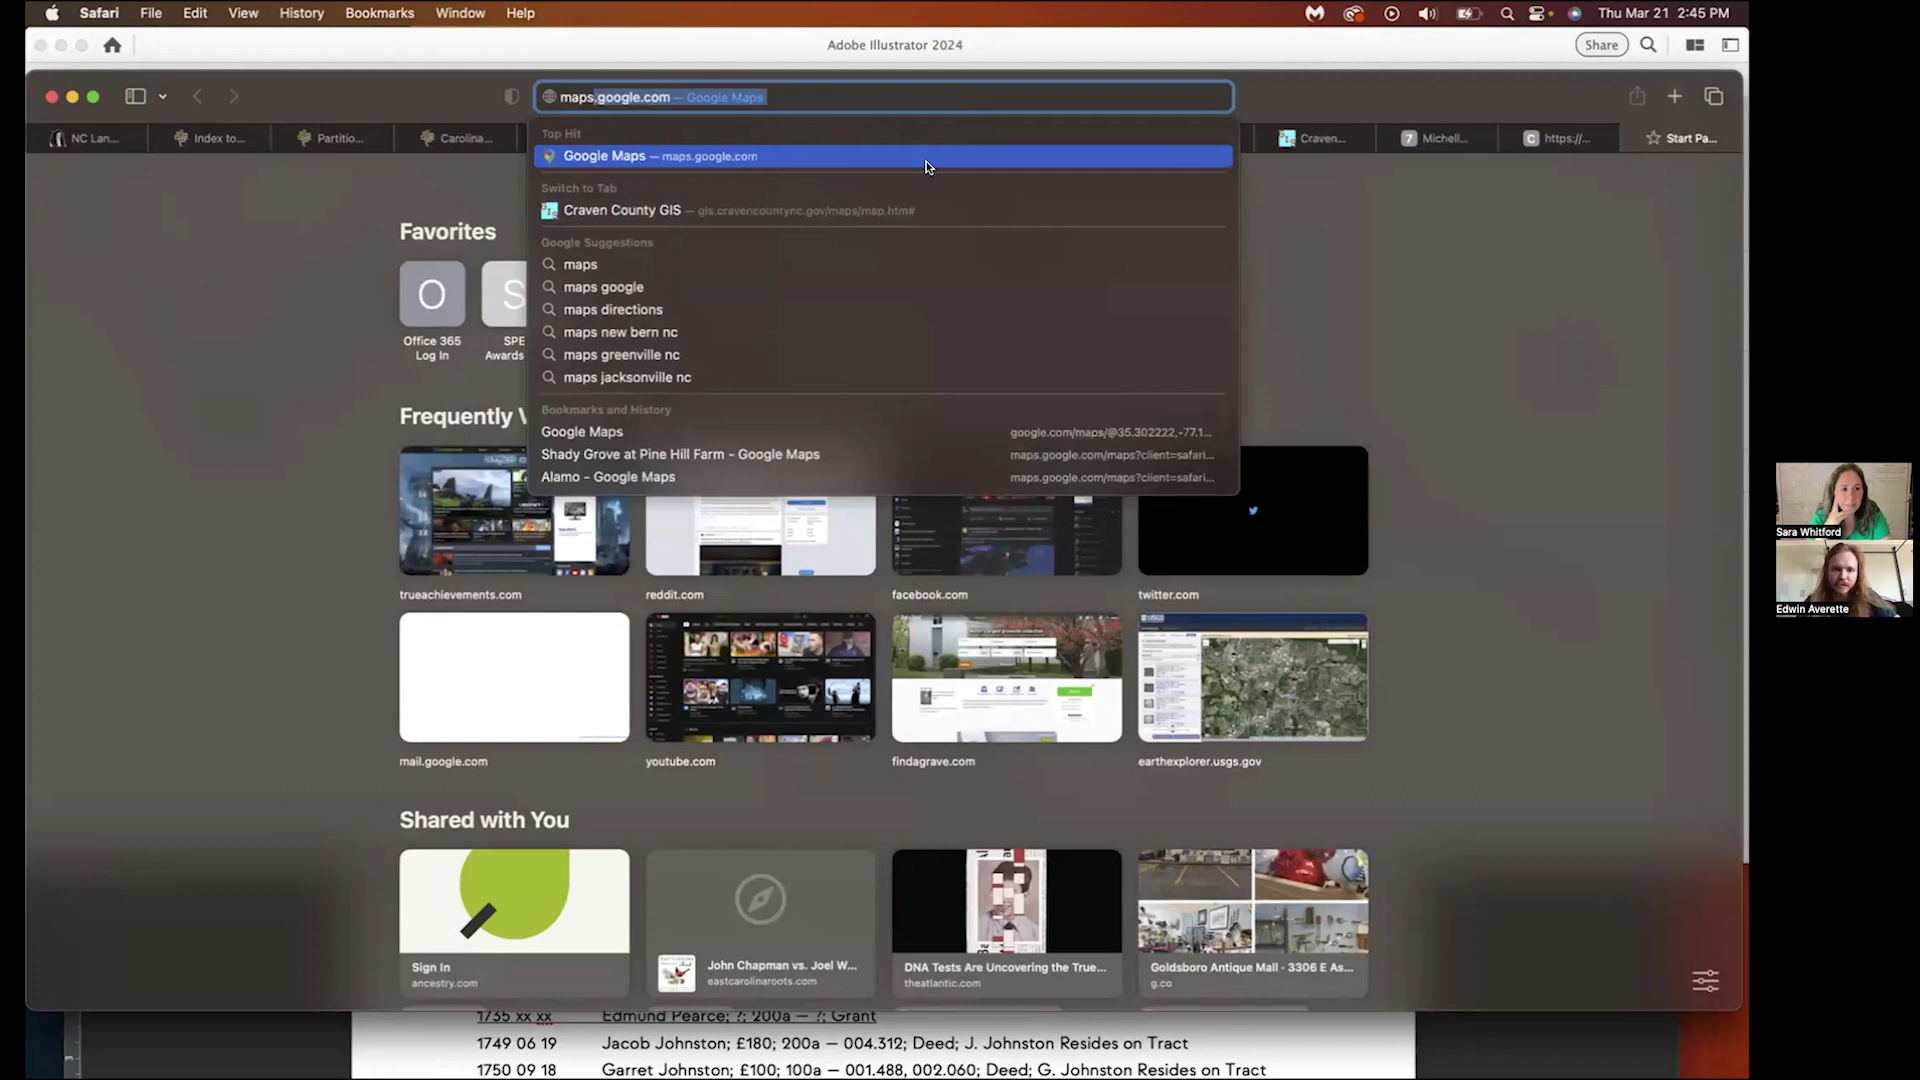 Safari File Edit View History Bookmarks Window Help
Thu Mar 21 2:45 PM
Adobe Illustrator 2024
Share
maps.google.com — Google Maps
NC Lan...
Index to...
Partitio...
Carolina...
Craven...
7 Michell...
C https://...
Start Pa...
Top Hit
Google Maps — maps.google.com
Switch to Tab
Craven County GIS — gis.cravencountync.gov/maps/map.htm#
Google Suggestions
maps
maps google
maps directions
maps new bern nc
maps greenville nc
maps jacksonville nc
Bookmarks and History
Google Maps google.com/maps/@35.302222,-77.1...
Shady Grove at Pine Hill Farm - Google Maps maps.google.com/maps?client=safari...
Alamo - Google Maps maps.google.com/maps?client=safari...
Favorites
O
S
Office 365
Log In
SPE
Awards
Frequently V
trueachievements.com
reddit.com
facebook.com
twitter.com
USGS
mail.google.com
youtube.com
findagrave.com
earthexplorer.usgs.gov
Shared with You
Sign In
ancestry.com
John Chapman vs. Joel W...
eastcarolinaroots.com
DNA Tests Are Uncovering the True...
theatlantic.com
Goldsboro Antique Mall · 3306 E As...
g.co
1735 xx xx Edmund Pearce; ?; 200a — ?; Grant
1749 06 19 Jacob Johnston; £180; 200a — 004.312; Deed; J. Johnston Resides on Tract
1750 09 18 Garret Johnston; £100; 100a — 001.488, 002.060; Deed; G. Johnston Resides on Tract
Sara Whitford
Edwin Averette